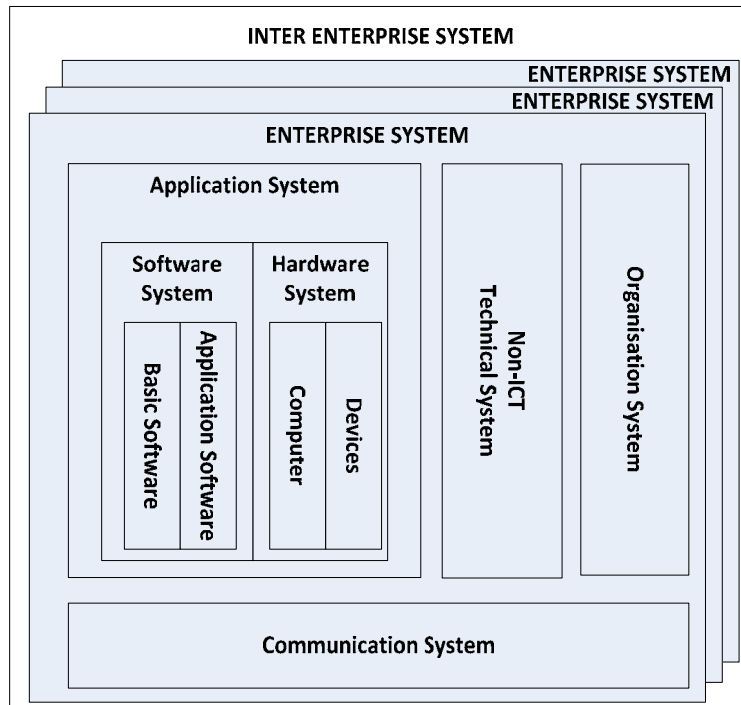 INTER ENTERPRISE SYSTEM
ENTERPRISE SYSTEM
ENTERPRISE SYSTEM
ENTERPRISE SYSTEM
Application System
Software
System
Basic Software
Application Software
Hardware
System
Computer
Devices
Non-ICT
Technical System
Organisation System
Communication System